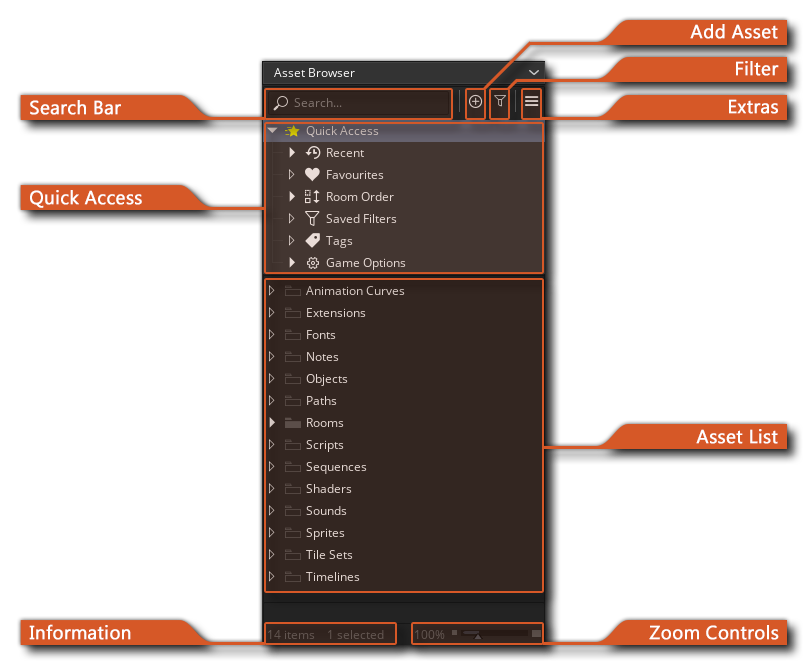 Add Asset
Filter
Extras
Asset Browser
Search...
Search Bar
Quick Access
Quick Access
Recent
Favourites
Room Order
Saved Filters
Tags
Game Options
Animation Curves
Extensions
Fonts
Notes
Objects
Paths
Rooms
Scripts
Sequences
Shaders
Sounds
Sprites
Tile Sets
Timelines
Asset List
Information
14 items 1 selected
100%
Zoom Controls